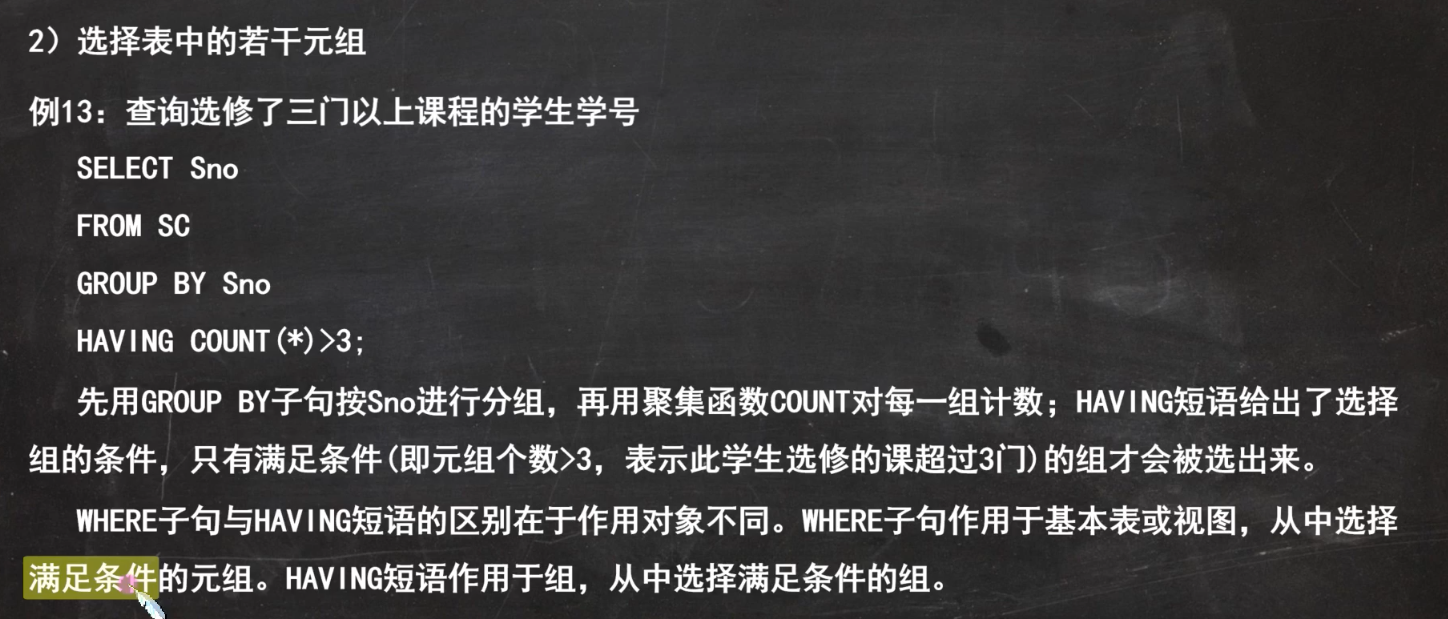 2）选择表中的若干元组
例13：查询选修了三门以上课程的学生学号
SELECT Sno
FROM SC
GROUP BY Sno
HAVING COUNT(*)>3;
先用GROUP BY子句按Sno进行分组，再用聚集函数COUNT对每一组计数；HAVING短语给出了选择
组的条件，只有满足条件(即元组个数>3，表示此学生选修的课超过3门)的组才会被选出来。
WHERE子句与HAVING短语的区别在于作用对象不同。WHERE子句作用于基本表或视图，从中选择
满足条件的元组。HAVING短语作用于组，从中选择满足条件的组。